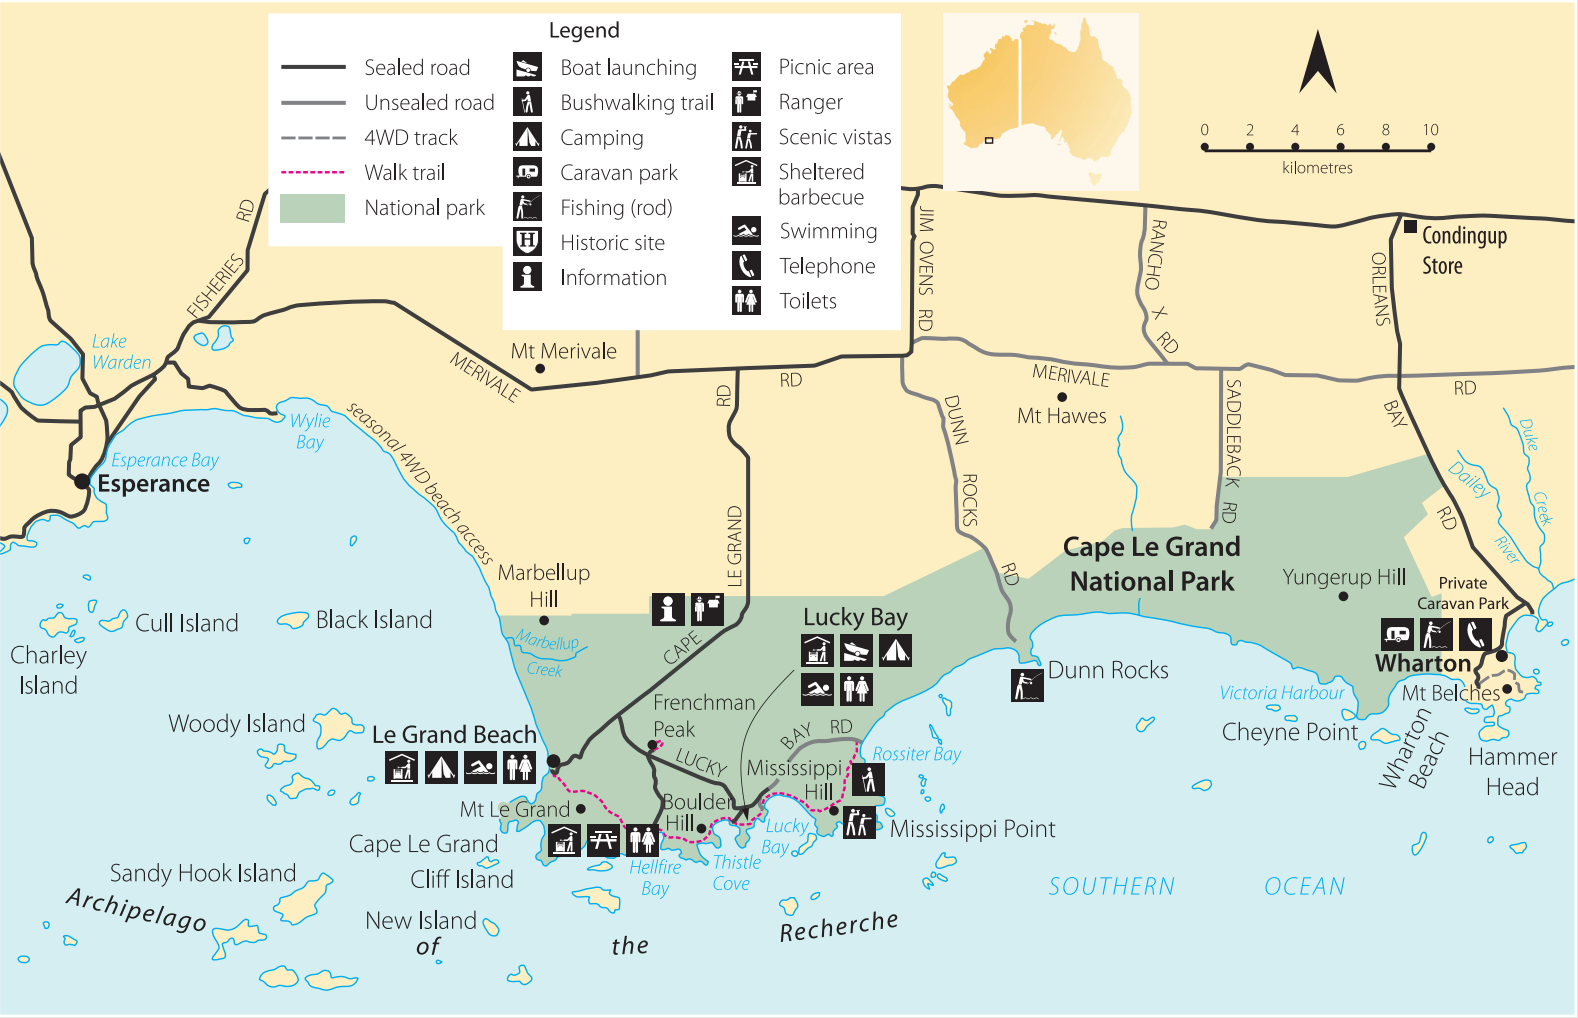 Legend
Sealed road
Unsealed road
4WD track
Walk trail
National park
Boat launching
Bushwalking trail
Camping
Caravan park
Fishing (rod)
H
Historic site
i
Information
Picnic area
Ranger
Scenic vistas
Sheltered
barbecue
Swimming
Telephone
Toilets
0 2 4 6 8 10
kilometres
FISHERIES RD
JIM OVENS RD
RANCHO X RD
ORLEANS BAY RD
Condingup
Store
Lake
Warden
Mt Merivale
MERIVALE RD
MERIVALE RD
Mt Hawes
DUNN ROCKS RD
SADDLEBACK RD
Duke Creek
Dailey River
Wylie
Bay
seasonal 4WD beach access
Esperance Bay
Esperance
CAPE LE GRAND RD
Cape Le Grand
National Park
Marbellup
Hill
Yungerup Hill
Private
Caravan Park
i
Lucky Bay
Cull Island
Black Island
Charley
Island
Marbellup
Creek
Wharton
Dunn Rocks
Mt Belches
Victoria Harbour
Frenchman
Peak
Woody Island
Le Grand Beach
LUCKY BAY RD
Rossiter Bay
Cheyne Point
Wharton
Beach
Hammer
Head
Mississippi
Hill
Mt Le Grand
Boulder
Hill
Lucky
Bay
Mississippi Point
Cape Le Grand
Hellfire
Bay
Thistle
Cove
Sandy Hook Island
Cliff Island
SOUTHERN OCEAN
New Island
Archipelago of the Recherche